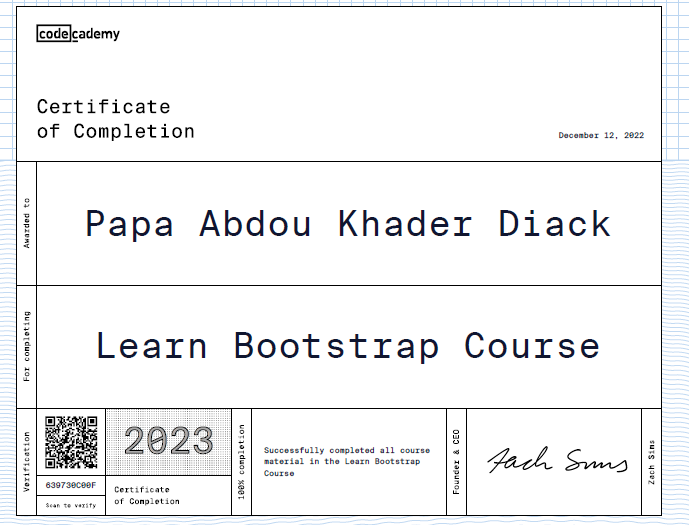 codecademy
Certificate
of Completion
December 12, 2022
Awarded to
Papa Abdou Khader Diack
For completing
Learn Bootstrap Course
Verification
639730C00F
Scan to verify
2023
Certificate
of Completion
100% completion
Successfully completed all course
material in the Learn Bootstrap
Course
Founder & CEO
Zach Sims
Zach Sims